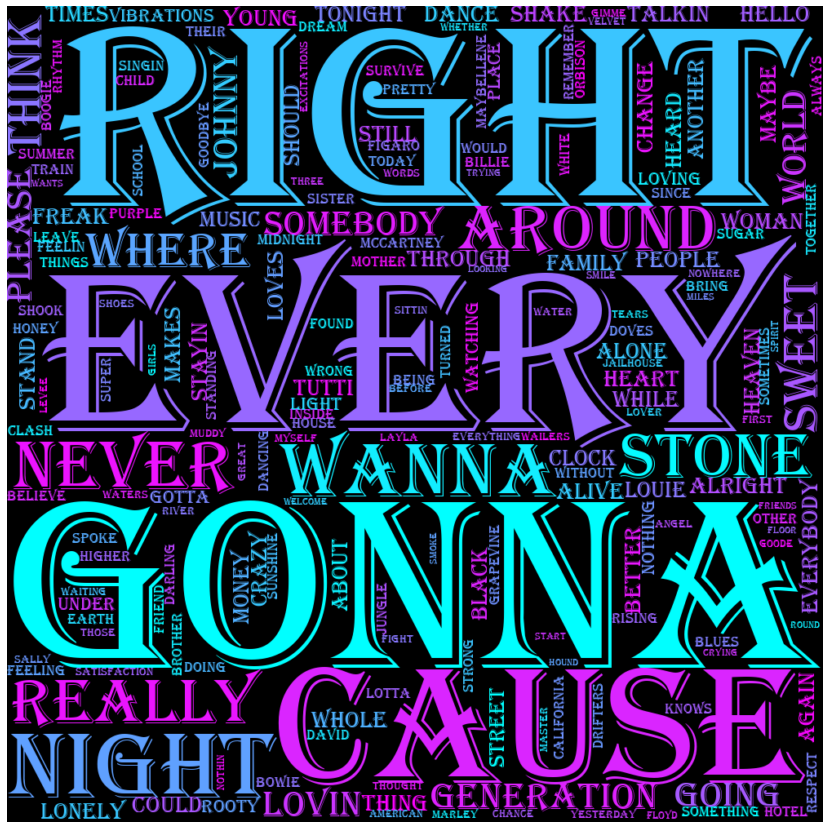 TIMES VIBRATIONS YOUNG TONIGHT DANCE SHAKE GIMME TALKIN HELLO
THEIR DREAM WHETHER VELVET
THINK
RIGHT
BOOGIE
RHYTHM
SINGIN
CHILD
GOODBYE
JOHNNY
SHOULD
EXCITATIONS
SURVIVE
PRETTY
STILL
FIGARO
TODAY
WORDS
MAYBELLENE
PLACE
WOULD
BILLIE
TRYING
REMEMBER
ORBISON
WHITE
CHANGE
HEARD
ANOTHER
LOVING
SINCE
MAYBE
WORLD
ALWAYS
SUMMER
TRAIN
WANTS
SCHOOL
THREE
SISTER
PLEASE
FREAK PURPLE MUSIC SOMEBODY AROUND WOMAN
SUGAR
TOGETHER
LEAVE
FEELIN
THINGS
WHERE
MIDNIGHT
MCCARTNEY
MOTHER THROUGH
LOOKING
FAMILY PEOPLE
SMILE
NOWHERE
BRING
MILES
LOVES
EVERY
SHOOK
SHOES
HONEY
STAND
LEVEE
SUPER
GIRLS
MAKES
STAYIN
STANDING
FOUND
WRONG
TUTTI
LIGHT
INSIDE
HOUSE
SITTIN
BEING
BEFORE
TURNED
WATCHING
WATER
TEARS
DOVES
ALONE
JAILHOUSE
HEART
WHILE
LOVER
HEAVEN
SOMETIMES
SPIRIT
FIRST
SWEET
CLASH
MUDDY
GREAT
DANCING
MYSELF
LAYLA
EVERYTHING
WAILERS
NEVER WANNA CLOCK STONE
WITHOUT
BELIEVE WATERS GOTTA
RIVER
WELCOME
ALIVE LOUIE ALRIGHT
GONNA
SPOKE
HIGHER
WAITING
UNDER
EARTH
THOSE
FRIEND
DARLING
BROTHER
MONEY
CRAZY
SUNSHINE
ABOUT
JUNGLE
FIGHT
SMOKE
BLACK
GRAPEVINE
STRONG
START
HOUND
RISING
BETTER
NOTHING
ANGEL
BLUES
CRYING
FRIENDS
OTHER
FLOOR
GOODE
ROUND
EVERYBODY
SALLY
FEELING
SATISFACTION
DOING
REALLY
CAUSE
LOTTA
WHOLE
DAVID
STREET
MASTER
CALIFORNIA
DRIFTERS
KNOWS
AGAIN
RESPECT
NIGHT
NOTHIN
BOWIE
THOUGHT
LONELY COULD ROOTY LOVIN THING GENERATION GOING
AMERICAN MARLEY CHANCE YESTERDAY FLOYD SOMETHING HOTEL